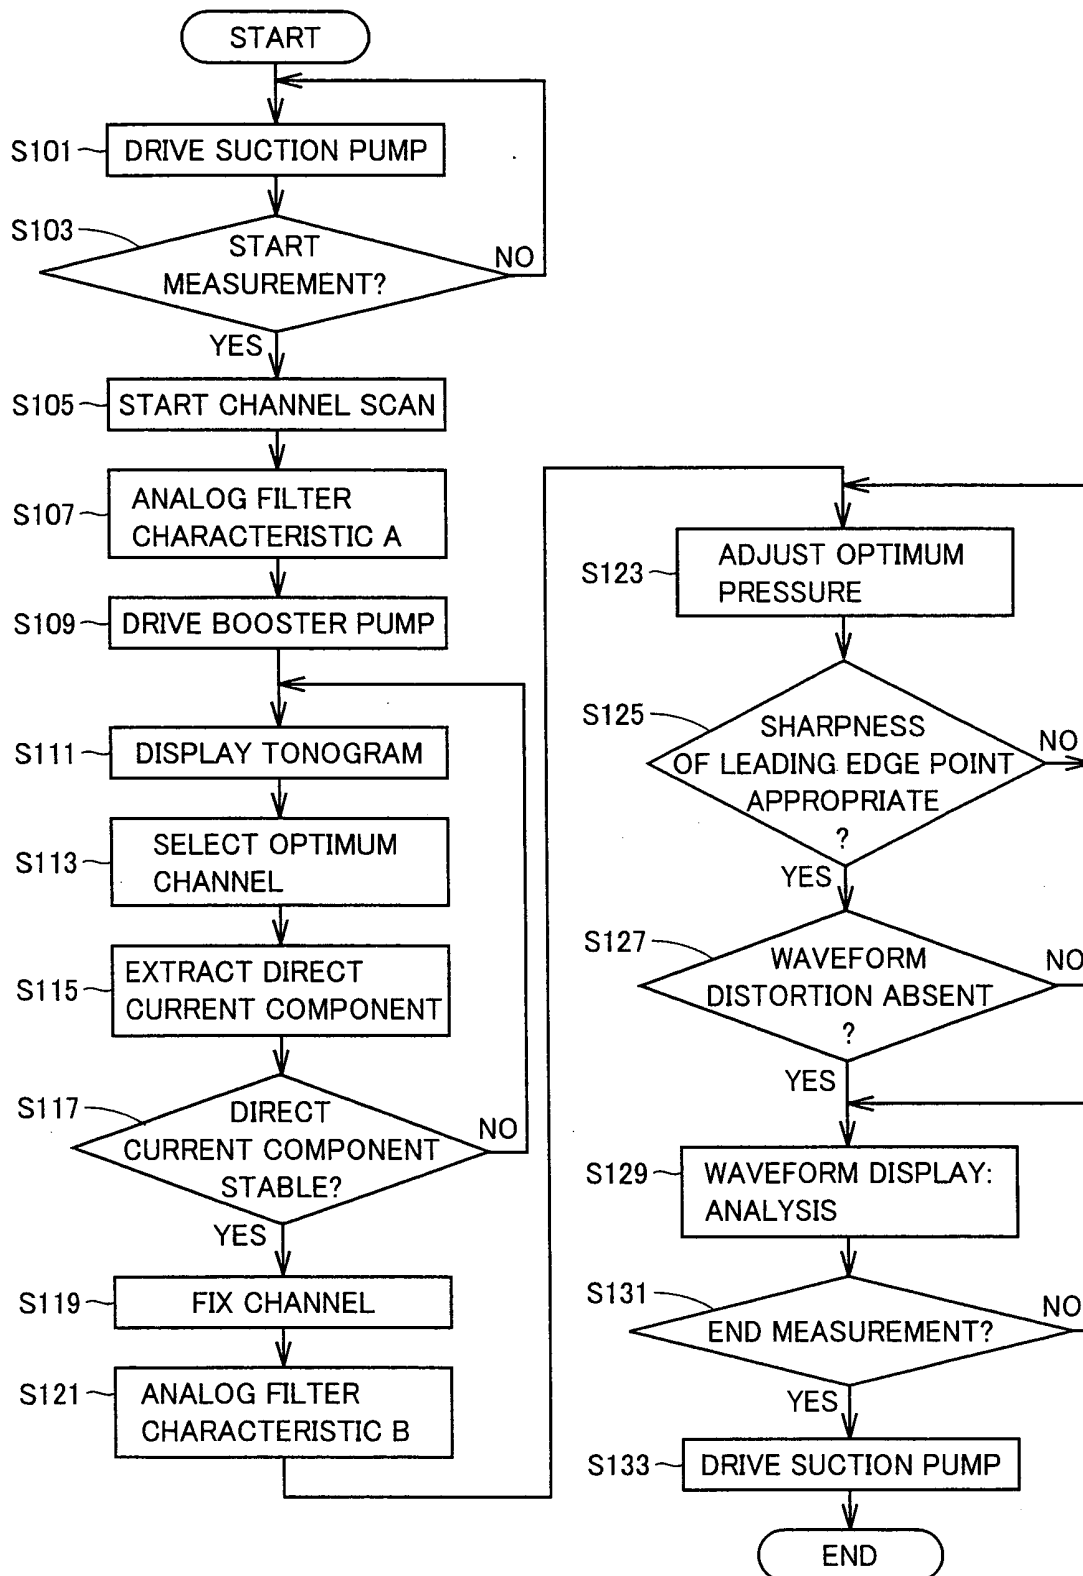 START
S101
DRIVE SUCTION PUMP
S103
START
MEASUREMENT?
NO
YES
S105
START CHANNEL SCAN
S107
ANALOG FILTER
CHARACTERISTIC A
S109
DRIVE BOOSTER PUMP
S111
DISPLAY TONOGRAM
S113
SELECT OPTIMUM
CHANNEL
S115
EXTRACT DIRECT
CURRENT COMPONENT
S117
DIRECT
CURRENT COMPONENT
STABLE?
NO
YES
S119
FIX CHANNEL
S121
ANALOG FILTER
CHARACTERISTIC B
S123
ADJUST OPTIMUM
PRESSURE
S125
SHARPNESS
OF LEADING EDGE POINT
APPROPRIATE
?
NO
YES
S127
WAVEFORM
DISTORTION ABSENT
?
NO
YES
S129
WAVEFORM DISPLAY:
ANALYSIS
S131
END MEASUREMENT?
NO
YES
S133
DRIVE SUCTION PUMP
END